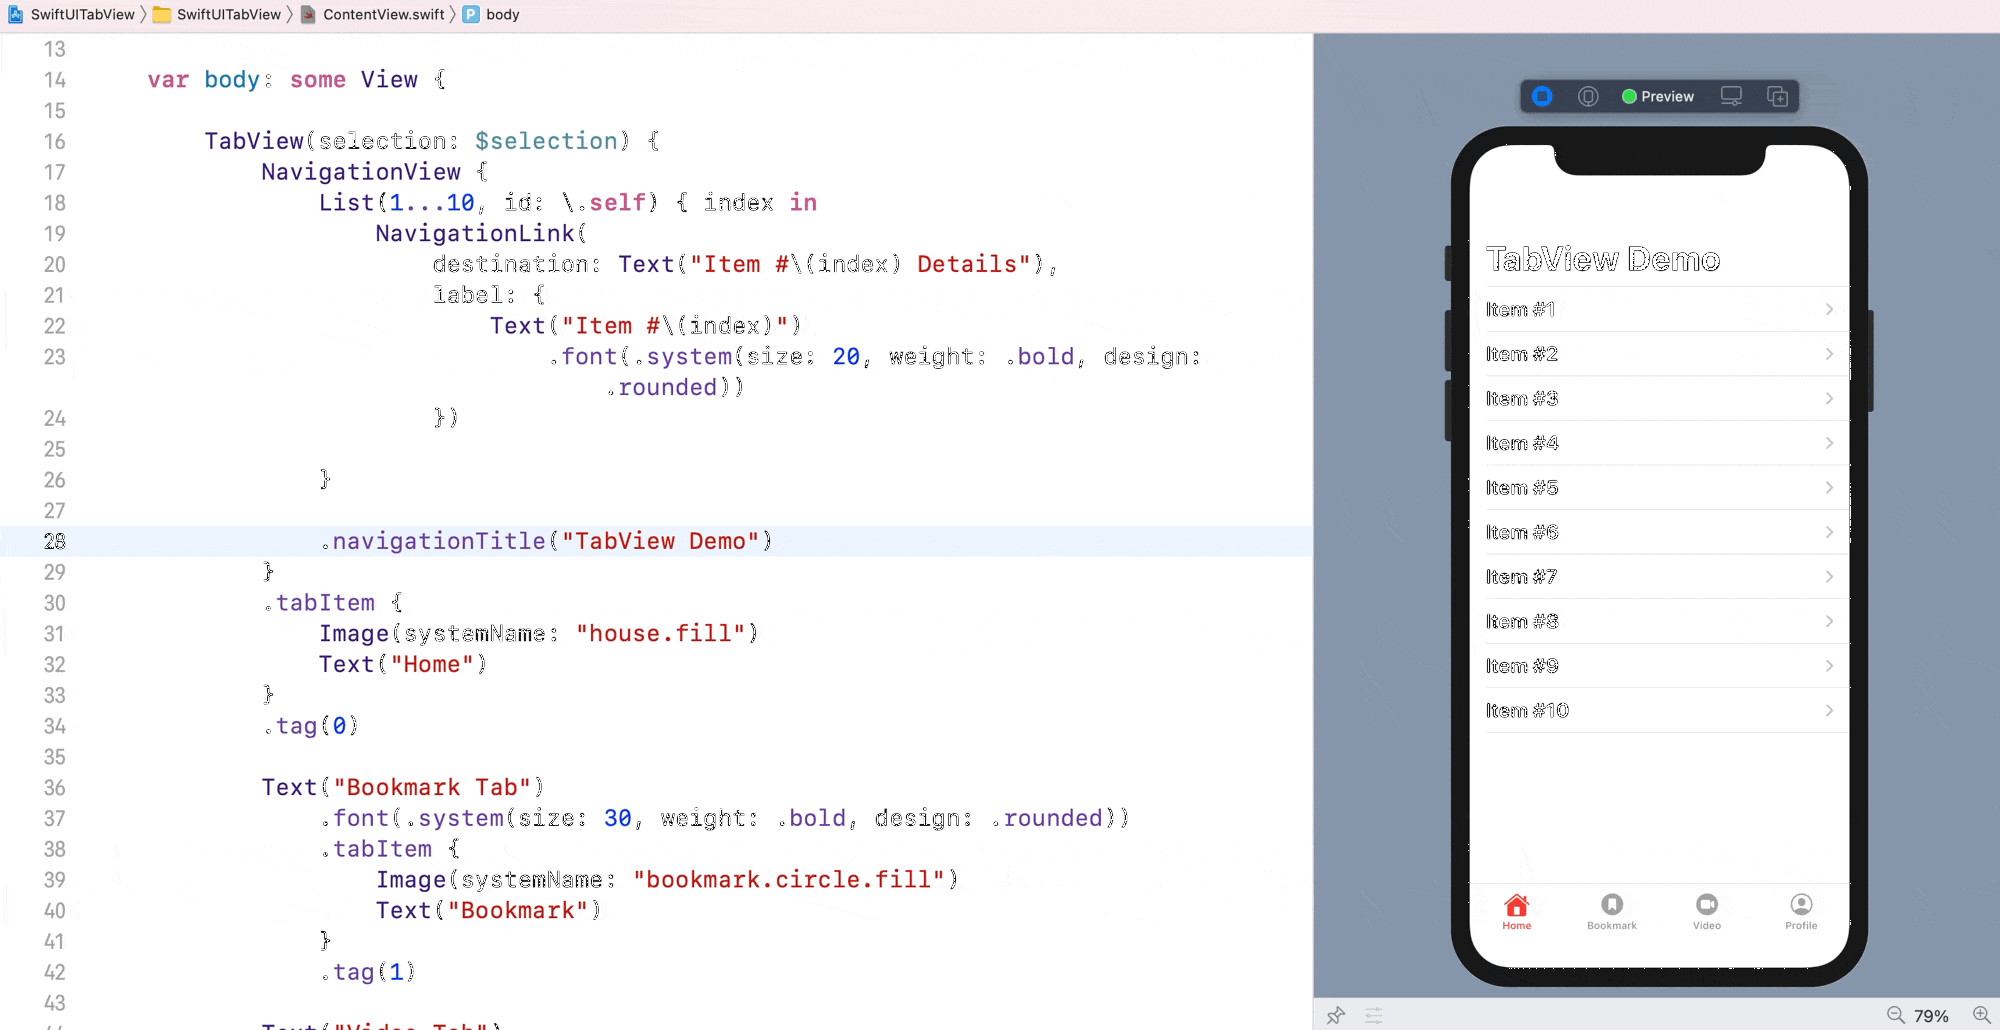 SwiftUITabView SwiftUITabView ContentView.swift P body
13
14 var body: some View {
15
16 TabView(selection: $selection) {
17 NavigationView {
18 List(1...10, id: \.self) { index in
19 NavigationLink(
20 destination: Text("Item #\(index) Details"),
21 label: {
22 Text("Item #\(index)")
23 .font(.system(size: 20, weight: .bold, design:
.rounded))
24 })
25
26 }
27
28 .navigationTitle("TabView Demo")
29 }
30 .tabItem {
31 Image(systemName: "house.fill")
32 Text("Home")
33 }
34 .tag(0)
35
36 Text("Bookmark Tab")
37 .font(.system(size: 30, weight: .bold, design: .rounded))
38 .tabItem {
39 Image(systemName: "bookmark.circle.fill")
40 Text("Bookmark")
41 }
42 .tag(1)
43
44 Text("Video Tab")
Preview
TabView Demo
Item #1
Item #2
Item #3
Item #4
Item #5
Item #6
Item #7
Item #8
Item #9
Item #10
Home Bookmark Video Profile
79%